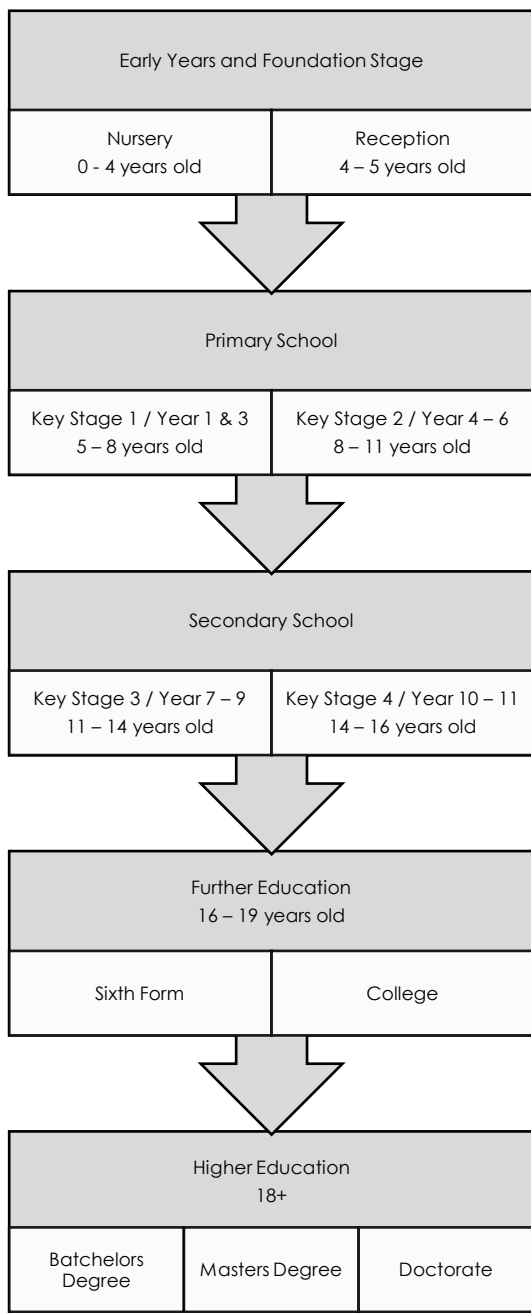 Early Years and Foundation Stage
Nursery
0 - 4 years old
Reception
4 – 5 years old
Primary School
Key Stage 1 / Year 1 & 3
5 – 8 years old
Key Stage 2 / Year 4 – 6
8 – 11 years old
Secondary School
Key Stage 3 / Year 7 – 9
11 – 14 years old
Key Stage 4 / Year 10 – 11
14 – 16 years old
Further Education
16 – 19 years old
Sixth Form
College
Higher Education
18+
Batchelors
Degree
Masters Degree
Doctorate